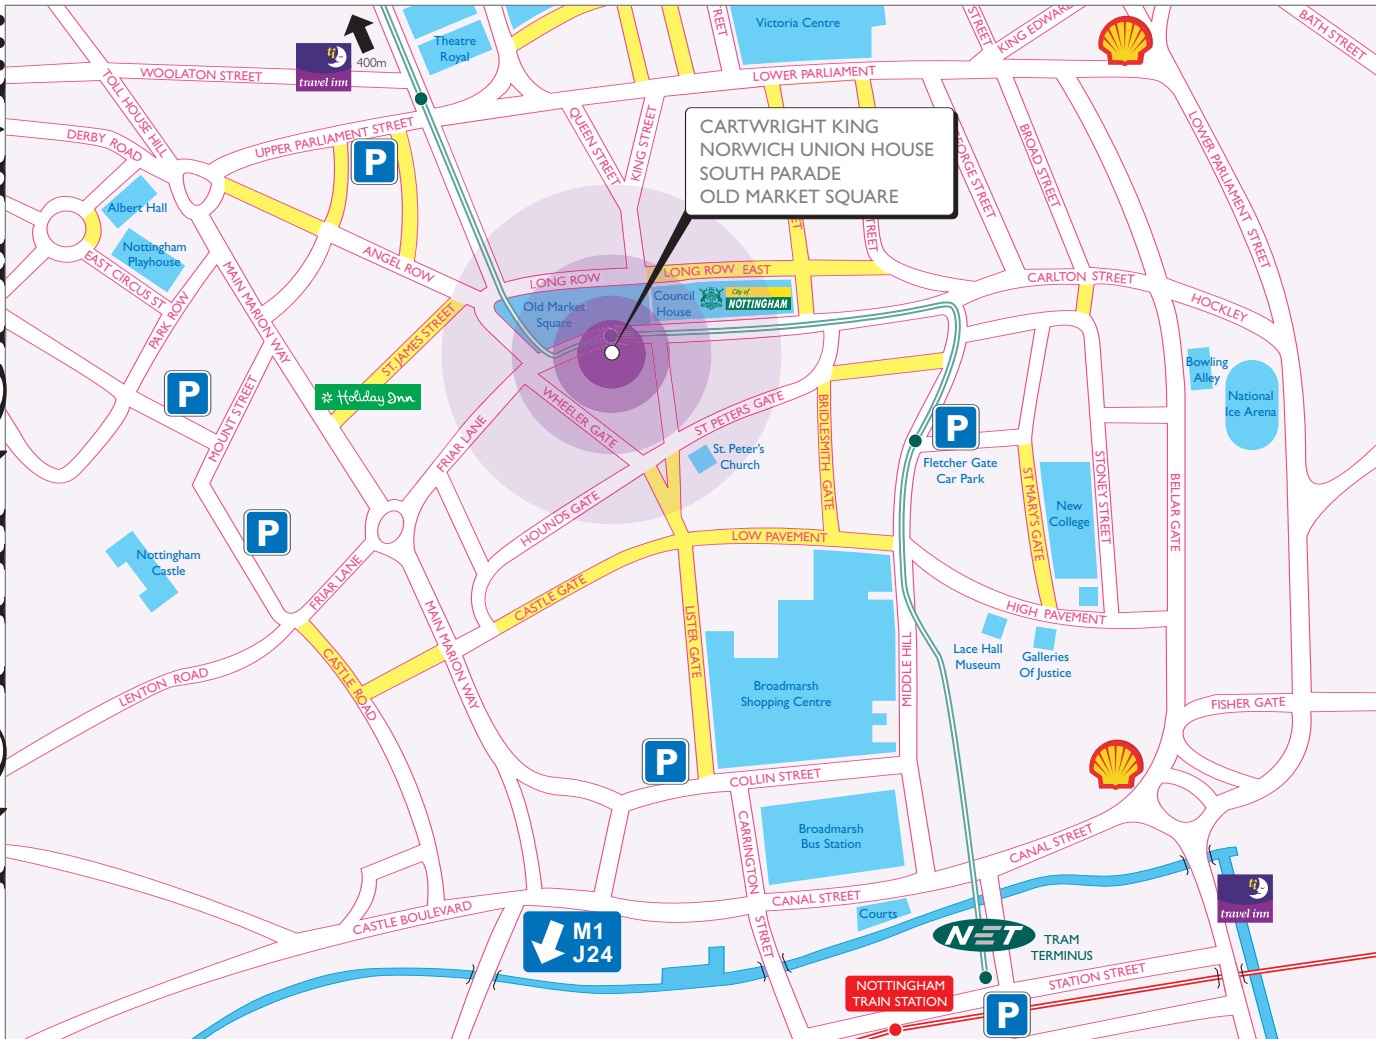 Theatre
Royal
Victoria Centre
STREET
STREET
KING EDWARD
BATH STREET
400m
ti
travel inn
WOOLATON STREET
TOLL HOUSE HILL
LOWER PARLIAMENT
DERBY ROAD
UPPER PARLIAMENT STREET
P
QUEEN STREET
KING STREET
CARTWRIGHT KING
NORWICH UNION HOUSE
SOUTH PARADE
OLD MARKET SQUARE
BROAD STREET
LOWER PARLIAMENT STREET
Albert Hall
Nottingham
Playhouse
EAST CIRCUS ST
PARK ROW
MAIN MARION WAY
ANGEL ROW
LONG ROW
LONG ROW EAST
CARLTON STREET
HOCKLEY
Old Market
Square
Council
House
City of
NOTTINGHAM
ST. JAMES STREET
Holiday Inn
P
MOUNT STREET
FRIAR LANE
WHEELER GATE
ST PETERS GATE
St. Peter's
Church
BRIDLESMITH GATE
P
Fletcher Gate
Car Park
Bowling
Alley
National
Ice Arena
ST MARY'S GATE
New
College
STONEY STREET
BELLAR GATE
P
HOUNDS GATE
LOW PAVEMENT
Nottingham
Castle
FRIAR LANE
CASTLE GATE
MAIN MARION WAY
LISTER GATE
HIGH PAVEMENT
Lace Hall
Museum
Galleries
Of Justice
LENTON ROAD
CASTLE ROAD
Broadmarsh
Shopping Centre
MIDDLE HILL
FISHER GATE
P
COLLIN STREET
CARRINGTON
STRRET
Broadmarsh
Bus Station
CANAL STREET
CANAL STREET
Courts
CASTLE BOULEVARD
M1
J24
NET
TRAM
TERMINUS
ti
travel inn
NOTTINGHAM
TRAIN STATION
P
STATION STREET